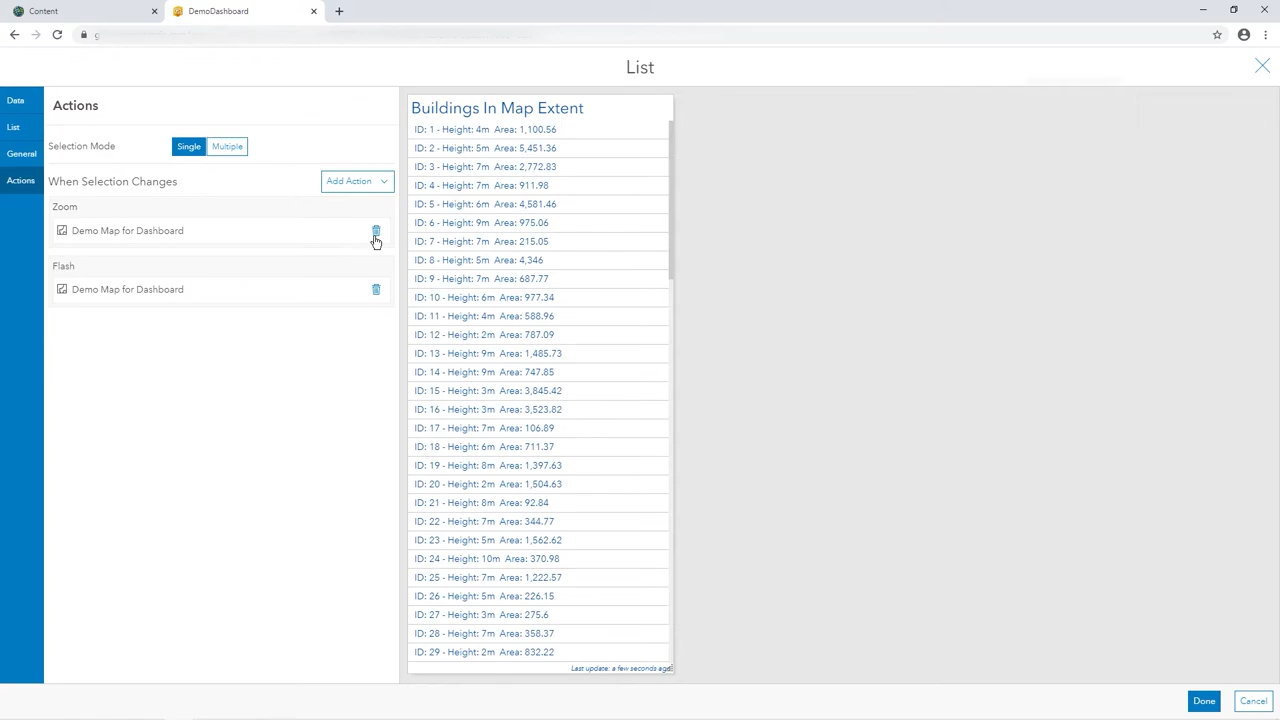 Content
DemoDashboard
List
Data
List
General
Actions
Actions
Selection Mode
Single
Multiple
When Selection Changes
Add Action
Zoom
Demo Map for Dashboard
Flash
Demo Map for Dashboard
Buildings In Map Extent
ID: 1 - Height: 4m Area: 1,100.56
ID: 2 - Height: 5m Area: 5,451.36
ID: 3 - Height: 7m Area: 2,772.83
ID: 4 - Height: 7m Area: 911.98
ID: 5 - Height: 6m Area: 4,581.46
ID: 6 - Height: 9m Area: 975.06
ID: 7 - Height: 7m Area: 215.05
ID: 8 - Height: 5m Area: 4,346
ID: 9 - Height: 7m Area: 687.77
ID: 10 - Height: 6m Area: 977.34
ID: 11 - Height: 4m Area: 588.96
ID: 12 - Height: 2m Area: 787.09
ID: 13 - Height: 9m Area: 1,485.73
ID: 14 - Height: 9m Area: 747.85
ID: 15 - Height: 3m Area: 3,845.42
ID: 16 - Height: 3m Area: 3,523.82
ID: 17 - Height: 7m Area: 106.89
ID: 18 - Height: 6m Area: 711.37
ID: 19 - Height: 8m Area: 1,397.63
ID: 20 - Height: 2m Area: 1,504.63
ID: 21 - Height: 8m Area: 92.84
ID: 22 - Height: 7m Area: 344.77
ID: 23 - Height: 5m Area: 1,562.62
ID: 24 - Height: 10m Area: 370.98
ID: 25 - Height: 7m Area: 1,222.57
ID: 26 - Height: 5m Area: 226.15
ID: 27 - Height: 3m Area: 275.6
ID: 28 - Height: 7m Area: 358.37
ID: 29 - Height: 2m Area: 832.22
Last update: a few seconds ago
Done
Cancel